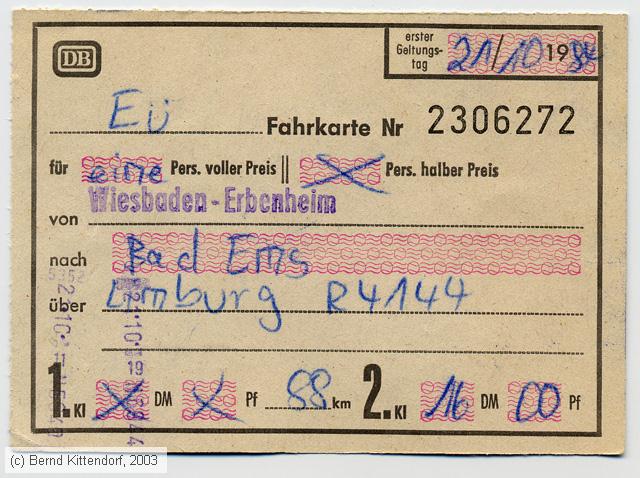 DB
erster Geltungstag 21/10 1994
EÜ Fahrkarte Nr 2306272
für eine Pers. voller Preis || X Pers. halber Preis
Wiesbaden-Erbenheim
von
nach Bad Ems
über Limburg R4144
1. Kl X DM X Pf 88 km 2. Kl 16 DM 00 Pf
(c) Bernd Kittendorf, 2003